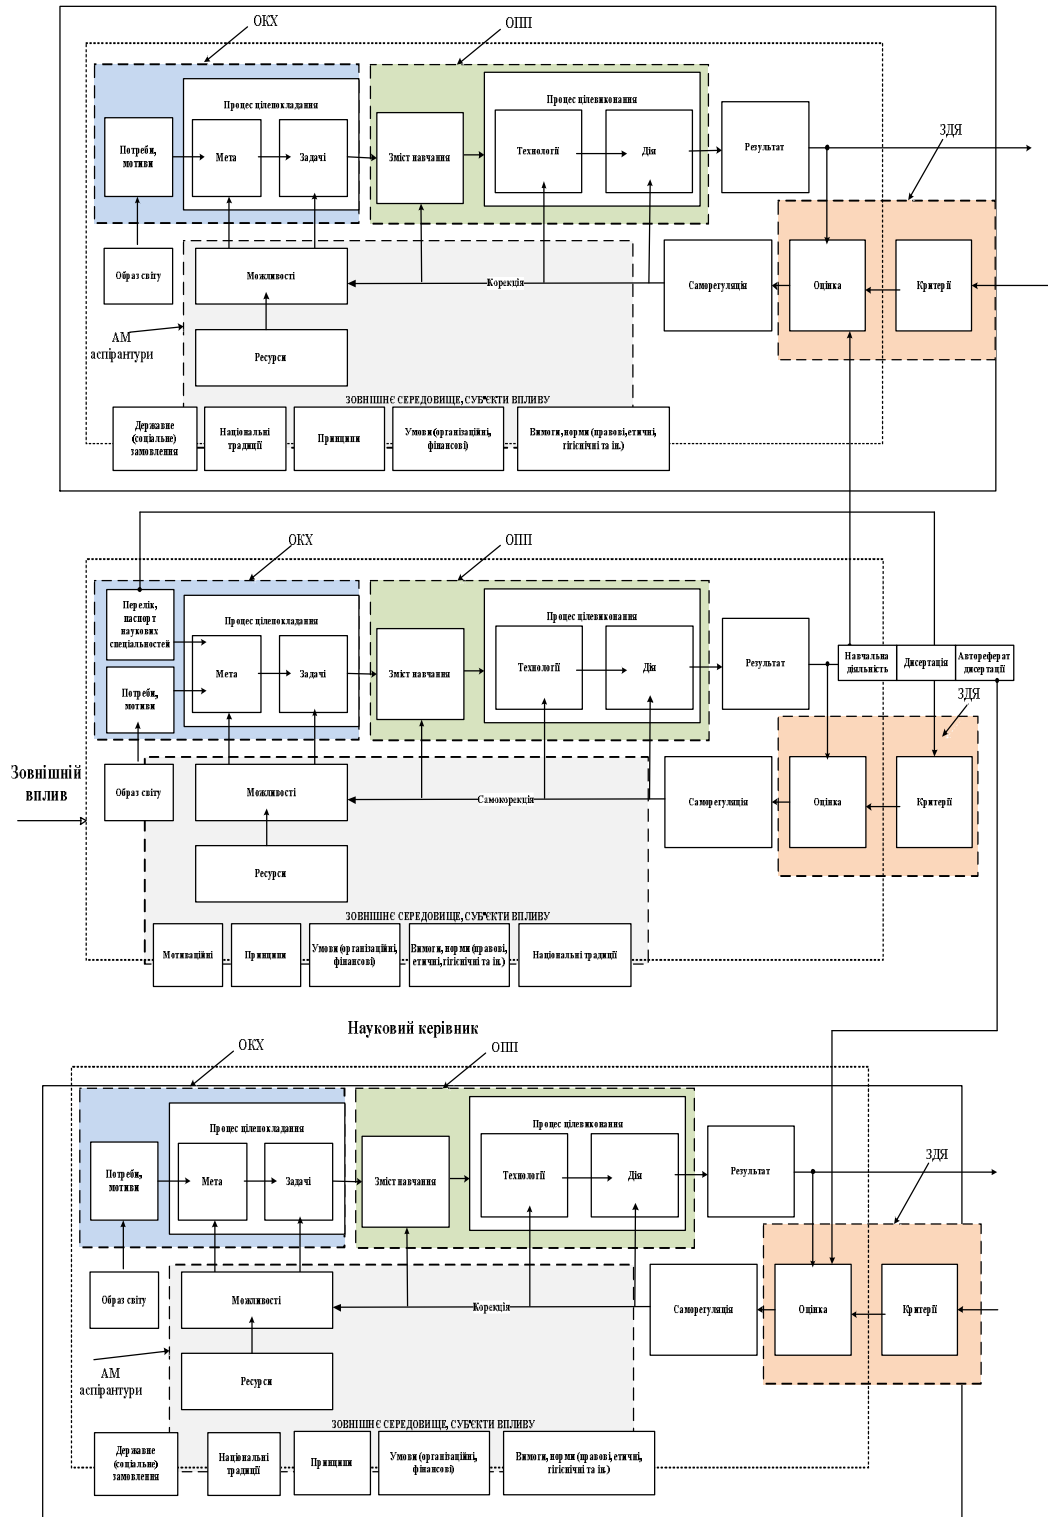 ОКХ
ОПП
ЗДЯ
Процес цілепокладання
Процес цілевиконання
Потреби,
мотиви
Мета
Задачі
Зміст навчання
Технології
Дія
Результат
Образ світу
Можливості
Корекція
Саморегуляція
Оцінка
Критерії
АМ
аспірантури
Ресурси
ЗОВНІШНЄ СЕРЕДОВИЩЕ, СУБ'ЄКТИ ВПЛИВУ
Державне
(соціальне)
замовлення
Національні
традиції
Принципи
Умови (організаційні,
фінансові)
Вимоги, норми (правові, етичні,
гігієнічні та ін.)
ОКХ
ОПП
Перелік,
паспорт
наукових
спеціальностей
Процес цілепокладання
Процес цілевиконання
Мета
Задачі
Зміст навчання
Технології
Дія
Результат
Навчальна
діяльність
Дисертація
Автореферат
дисертації
Потреби,
мотиви
ЗДЯ
Зовнішній
вплив
Образ світу
Можливості
Самокорекція
Саморегуляція
Оцінка
Критерії
Ресурси
ЗОВНІШНЄ СЕРЕДОВИЩЕ, СУБ'ЄКТИ ВПЛИВУ
Мотиваційні
Принципи
Умови (організаційні,
фінансові)
Вимоги, норми (правові,
етичні, гігієнічні та ін.)
Національні традиції
Науковий керівник
ОКХ
ОПП
ЗДЯ
Процес цілепокладання
Процес цілевиконання
Потреби,
мотиви
Мета
Задачі
Зміст навчання
Технології
Дія
Результат
Образ світу
Можливості
Корекція
Саморегуляція
Оцінка
Критерії
АМ
аспірантури
Ресурси
ЗОВНІШНЄ СЕРЕДОВИЩЕ, СУБ'ЄКТИ ВПЛИВУ
Державне
(соціальне)
замовлення
Національні
традиції
Принципи
Умови (організаційні,
фінансові)
Вимоги, норми (правові, етичні,
гігієнічні та ін.)